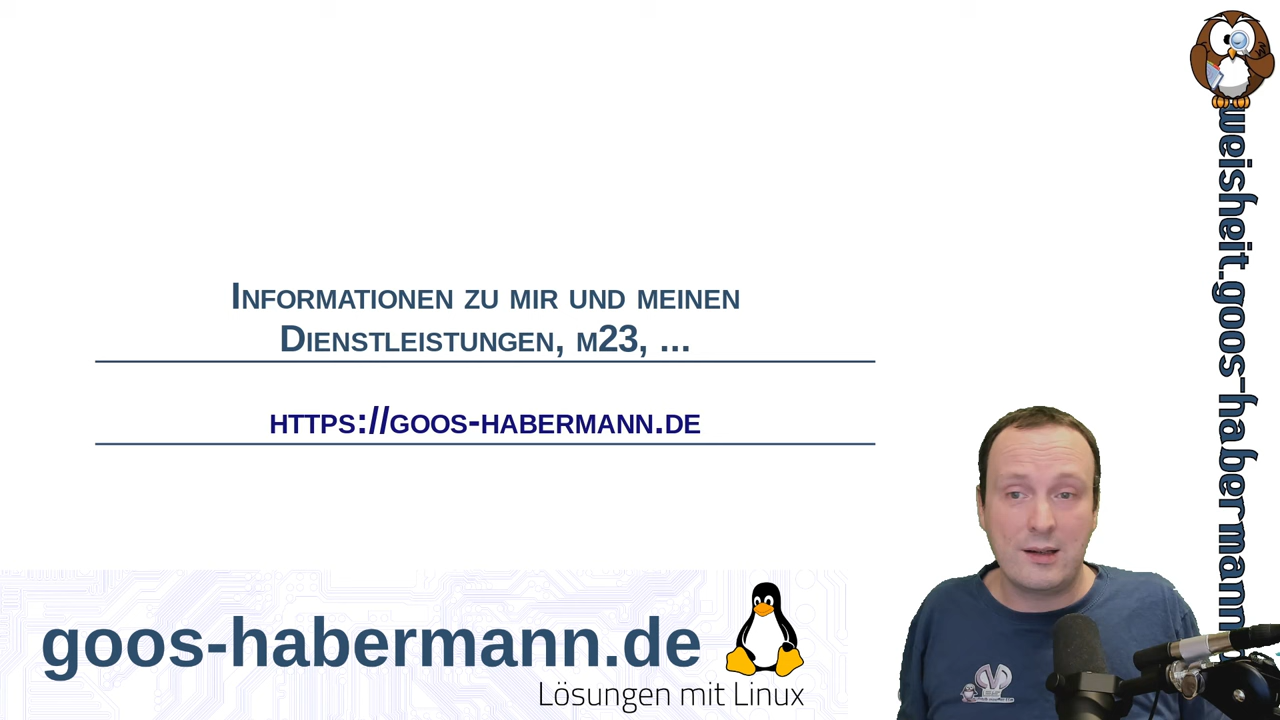 Informationen zu mir und meinen
Dienstleistungen, m23, ...
https://goos-habermann.de
goos-habermann.de
Lösungen mit Linux
weisheit.goos-habermann.d